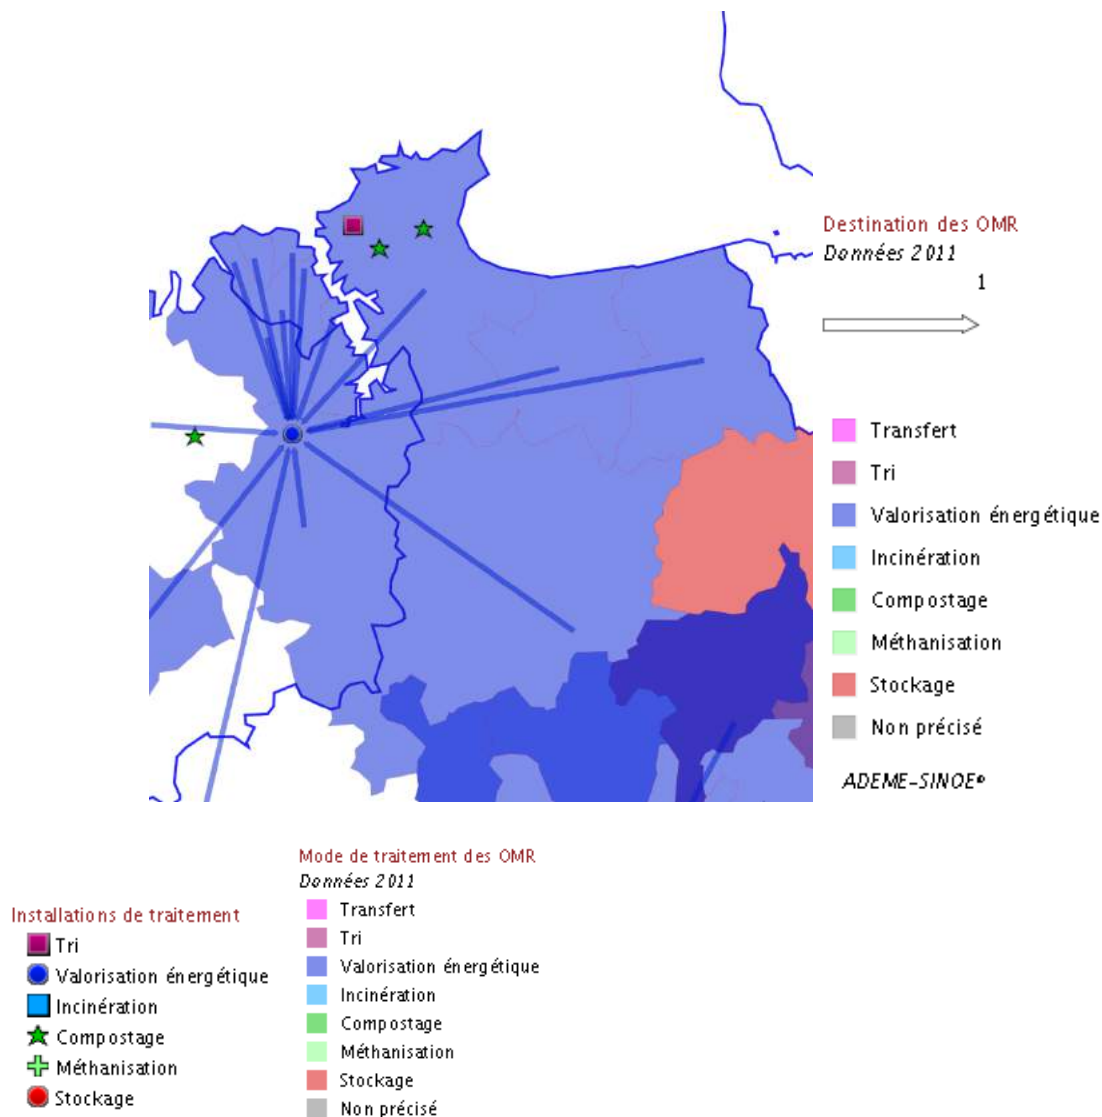 Destination des OMR
Données 2011
1
Transfert
Tri
Valorisation énergétique
Incinération
Compostage
Méthanisation
Stockage
Non précisé
ADEME-SINOE®
Installations de traitement
Tri
Valorisation énergétique
Incinération
Compostage
Méthanisation
Stockage
Mode de traitement des OMR
Données 2011
Transfert
Tri
Valorisation énergétique
Incinération
Compostage
Méthanisation
Stockage
Non précisé